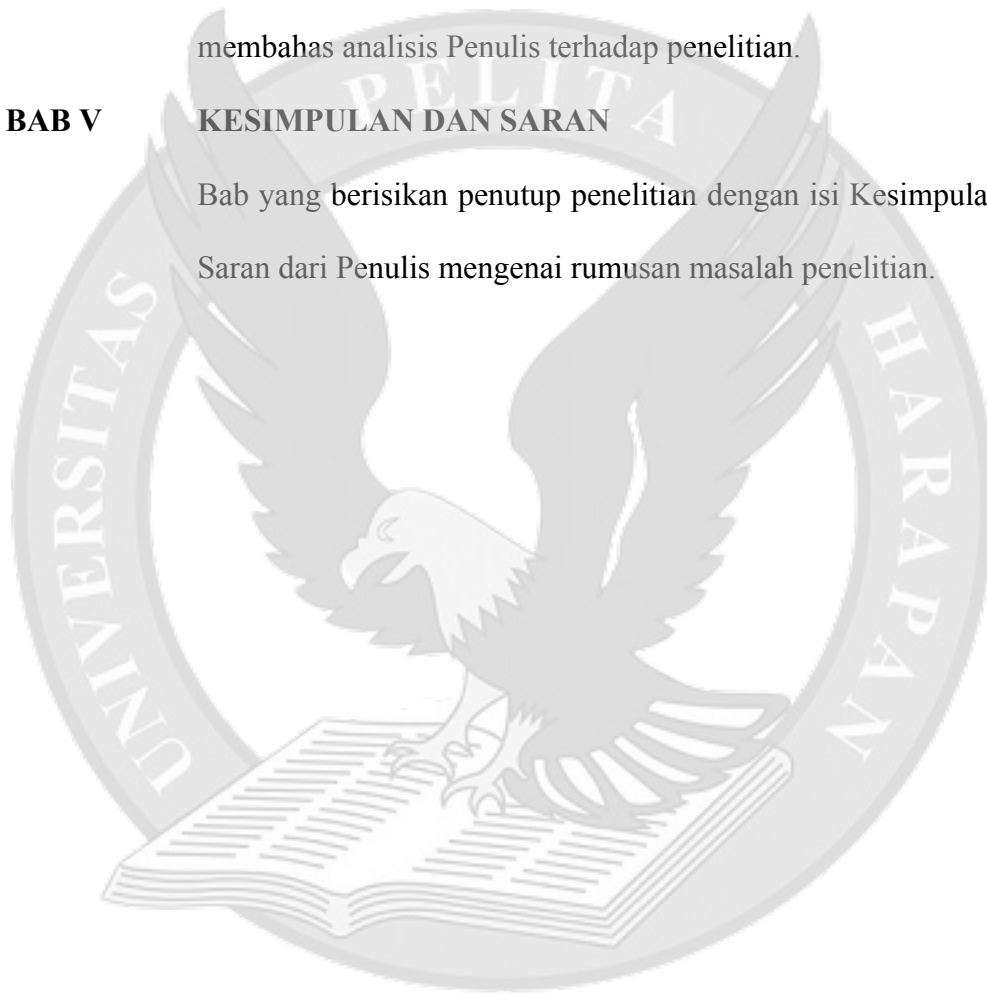 membahas analisis Penulis terhadap penelitian.
BAB V KESIMPULAN DAN SARAN
Bab yang berisikan penutup penelitian dengan isi Kesimpula
Saran dari Penulis mengenai rumusan masalah penelitian.
UNIVERSITAS PELITA HARAPAN